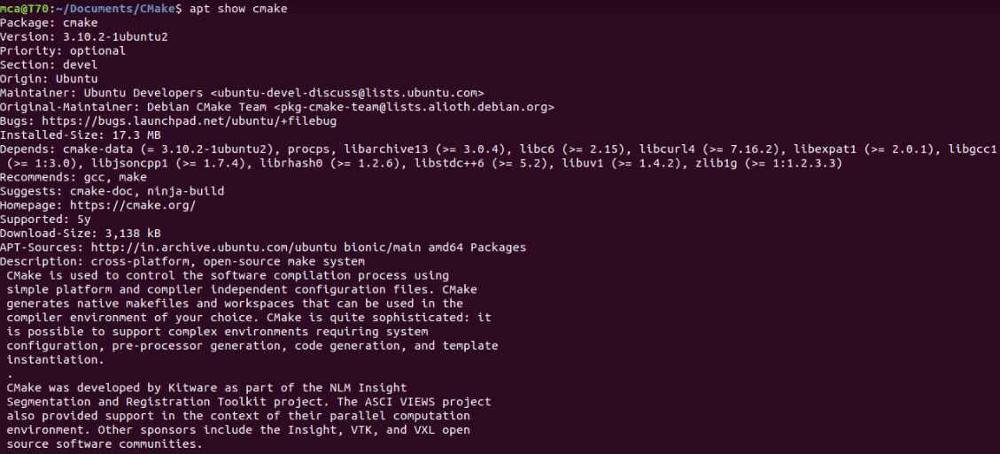 mca@T70:~/Documents/CMake$ apt show cmake
Package: cmake
Version: 3.10.2-1ubuntu2
Priority: optional
Section: devel
Origin: Ubuntu
Maintainer: Ubuntu Developers <ubuntu-devel-discuss@lists.ubuntu.com>
Original-Maintainer: Debian CMake Team <pkg-cmake-team@lists.alioth.debian.org>
Bugs: https://bugs.launchpad.net/ubuntu/+filebug
Installed-Size: 17.3 MB
Depends: cmake-data (= 3.10.2-1ubuntu2), procps, libarchive13 (>= 3.0.4), libc6 (>= 2.15), libcurl4 (>= 7.16.2), libexpat1 (>= 2.0.1), libgcc1
 (>= 1:3.0), libjsoncpp1 (>= 1.7.4), librhash0 (>= 1.2.6), libstdc++6 (>= 5.2), libuv1 (>= 1.4.2), zlib1g (>= 1:1.2.3.3)
Recommends: gcc, make
Suggests: cmake-doc, ninja-build
Homepage: https://cmake.org/
Supported: 5y
Download-Size: 3,138 kB
APT-Sources: http://in.archive.ubuntu.com/ubuntu bionic/main amd64 Packages
Description: cross-platform, open-source make system
 CMake is used to control the software compilation process using
 simple platform and compiler independent configuration files. CMake
 generates native makefiles and workspaces that can be used in the
 compiler environment of your choice. CMake is quite sophisticated: it
 is possible to support complex environments requiring system
 configuration, pre-processor generation, code generation, and template
 instantiation.
 .
 CMake was developed by Kitware as part of the NLM Insight
 Segmentation and Registration Toolkit project. The ASCI VIEWS project
 also provided support in the context of their parallel computation
 environment. Other sponsors include the Insight, VTK, and VXL open
 source software communities.